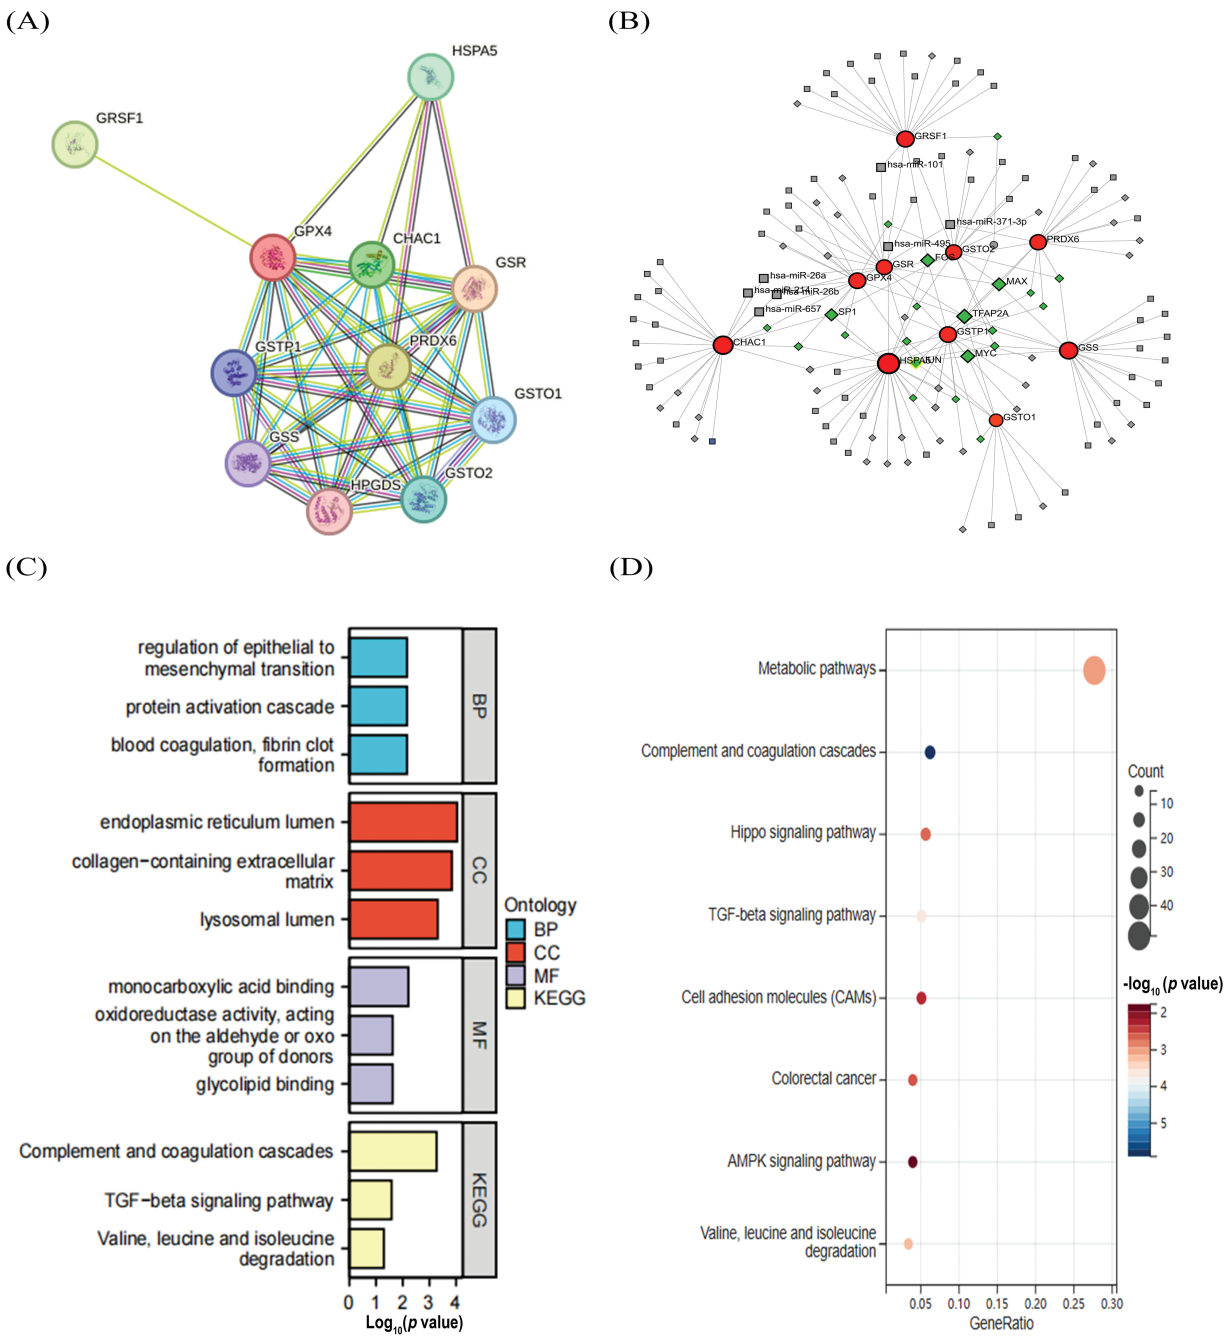 (A)
HSPA5
GRSF1
GPX4
CHAC1
GSR
GSTP1
PRDX6
GSTO1
GSS
HPGDS
GSTO2
(B)
GRSF1
hsa-miR-101
hsa-miR-371-3p
hsa-miR-495
GSTO2
PRDX6
FOS
GSR
GPX4
hsa-miR-26a
hsa-miR-214
hsa-miR-26b
hsa-miR-657
MAX
SP1
TFAP2A
GSTP1
CHAC1
HSPA5
JUN
MYC
GSS
GSTO1
(C)
regulation of epithelial to
mesenchymal transition
protein activation cascade
blood coagulation, fibrin clot
formation
BP
endoplasmic reticulum lumen
collagen−containing extracellular
matrix
lysosomal lumen
CC
monocarboxylic acid binding
oxidoreductase activity, acting
on the aldehyde or oxo
group of donors
glycolipid binding
MF
Complement and coagulation cascades
TGF−beta signaling pathway
Valine, leucine and isoleucine
degradation
KEGG
0 1 2 3 4
Log10(p value)
Ontology
BP
CC
MF
KEGG
(D)
Metabolic pathways
Complement and coagulation cascades
Hippo signaling pathway
TGF-beta signaling pathway
Cell adhesion molecules (CAMs)
Colorectal cancer
AMPK signaling pathway
Valine, leucine and isoleucine
degradation
0.05 0.10 0.15 0.20 0.25 0.30
GeneRatio
Count
10
20
30
40
-log10 (p value)
2
3
4
5